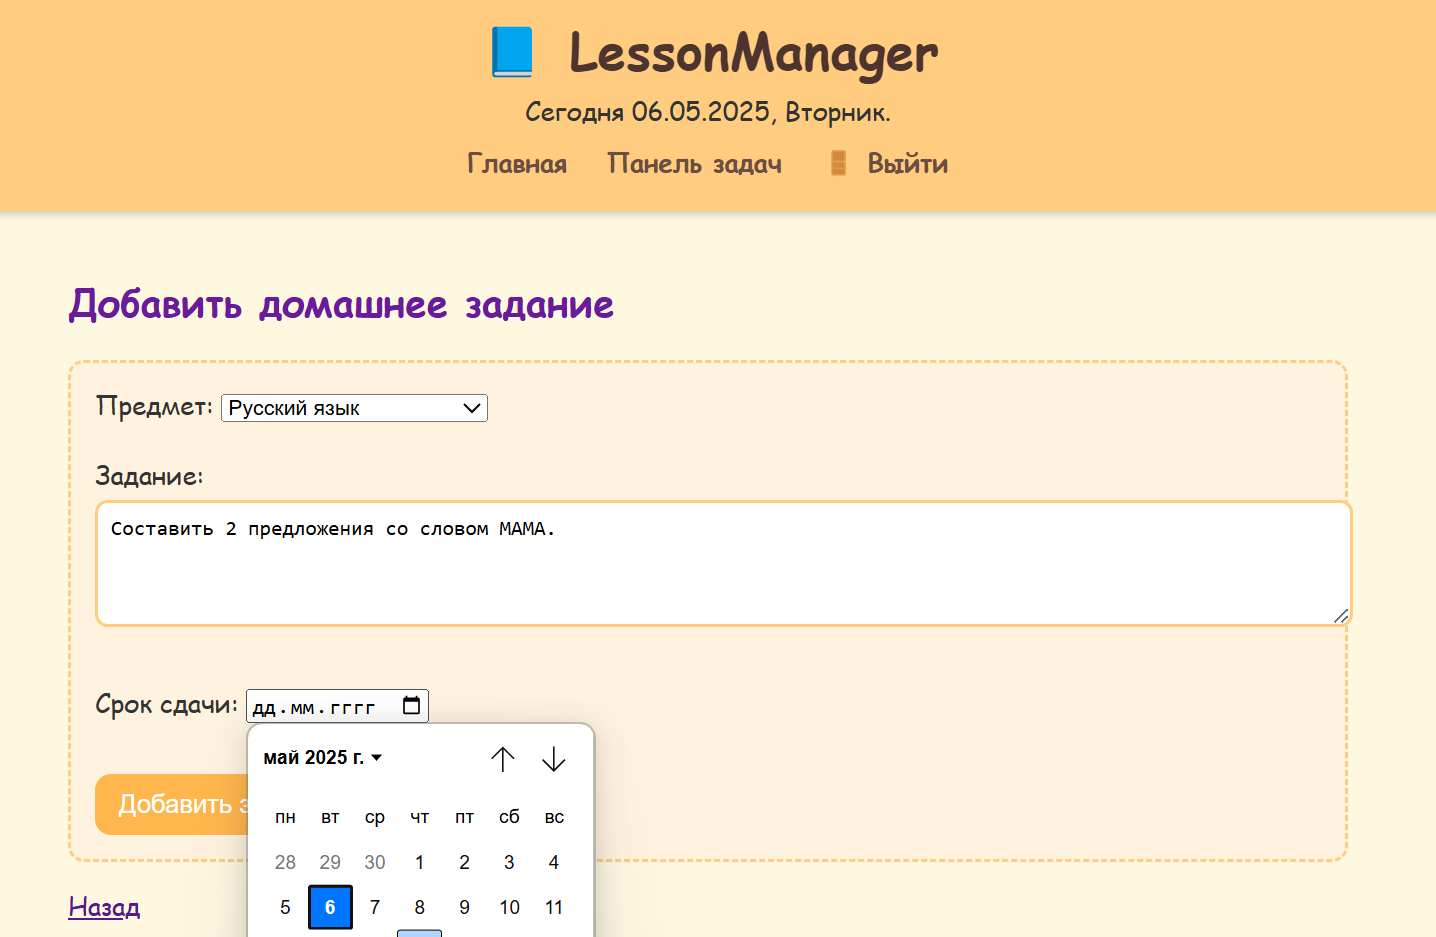 LessonManager
Сегодня 06.05.2025, Вторник.
Главная Панель задач Выйти
Добавить домашнее задание
Предмет: Русский язык
Задание:
Составить 2 предложения со словом МАМА.
Срок сдачи: дд.мм.гггг
май 2025 г.
Добавить
пн вт ср чт пт сб вс
28 29 30 1 2 3 4
5 6 7 8 9 10 11
Назад